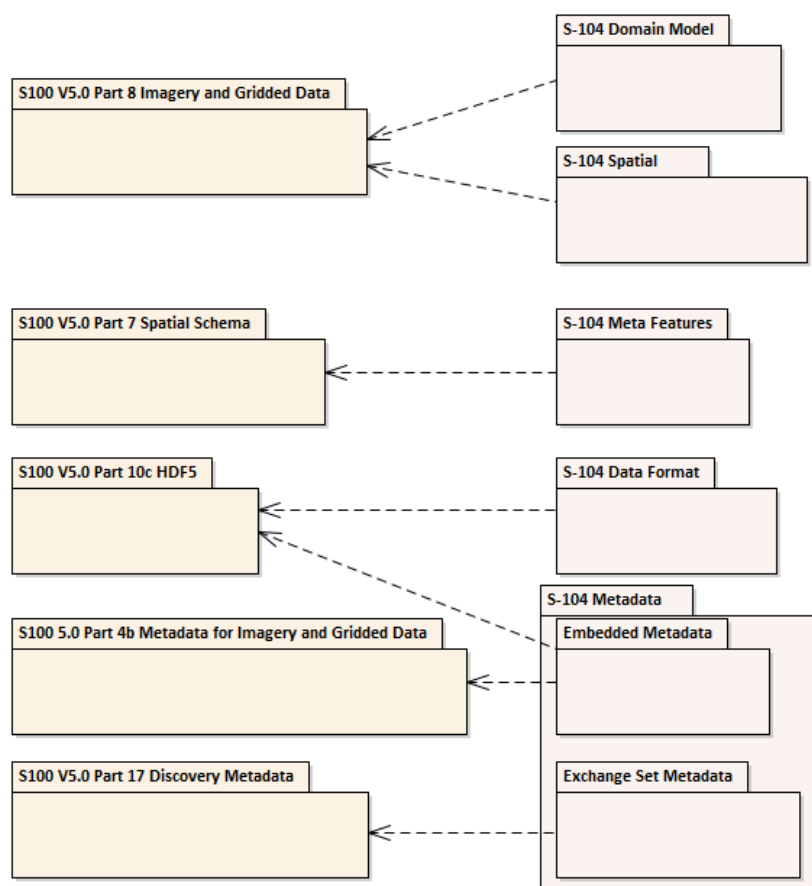 S-104 Domain Model
S100 V5.0 Part 8 Imagery and Gridded Data
S-104 Spatial
S100 V5.0 Part 7 Spatial Schema
S-104 Meta Features
S100 V5.0 Part 10c HDF5
S-104 Data Format
S-104 Metadata
S100 5.0 Part 4b Metadata for Imagery and Gridded Data
Embedded Metadata
S100 V5.0 Part 17 Discovery Metadata
Exchange Set Metadata